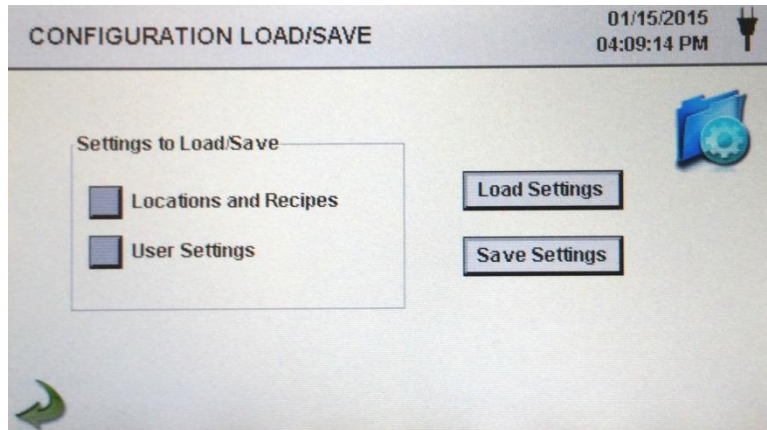 CONFIGURATION LOAD/SAVE
01/15/2015
04:09:14 PM
Settings to Load/Save
Locations and Recipes
User Settings
Load Settings
Save Settings